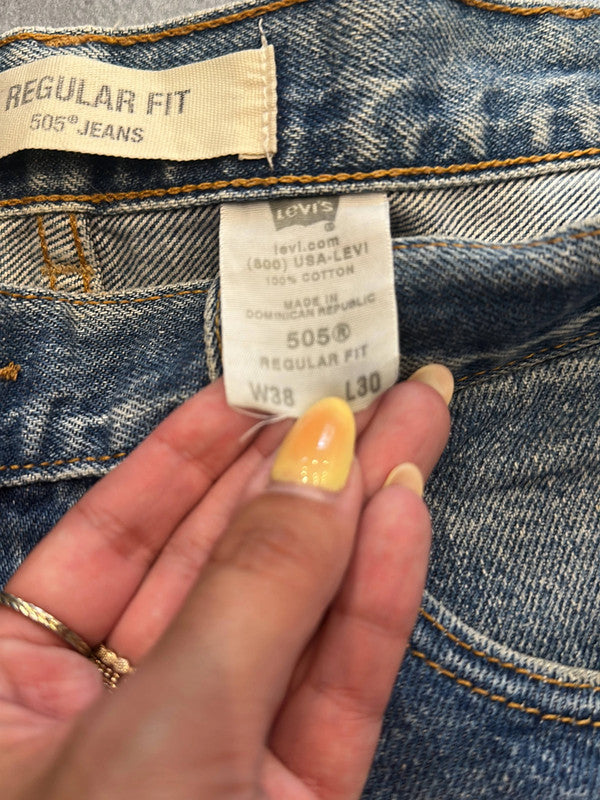 REGULAR FIT
505® JEANS
LEVI'S
®
levi.com
(800) USA-LEVI
100% COTTON
MADE IN
DOMINICAN REPUBLIC
505®
REGULAR FIT
W38 L30